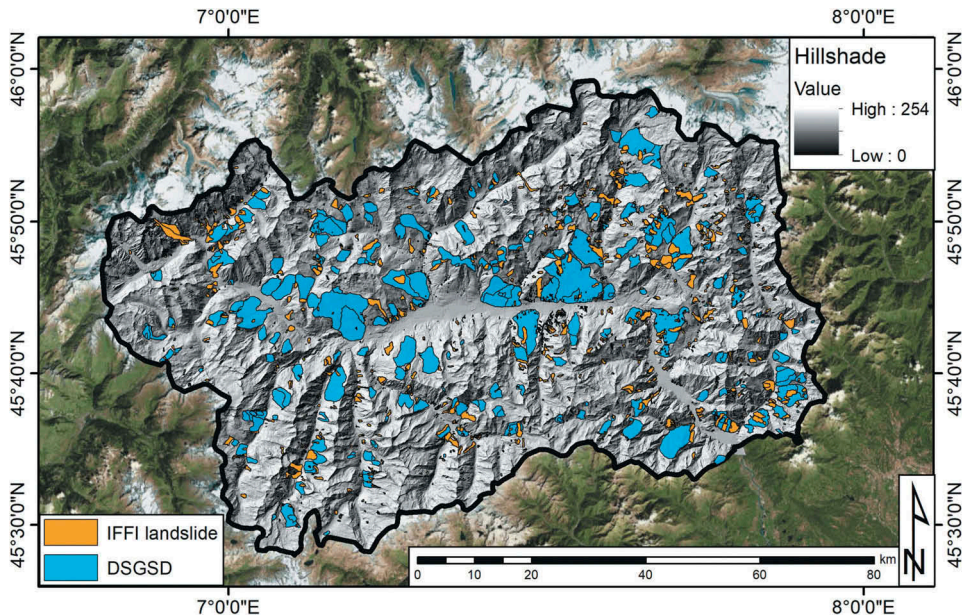 7°0'0"E
8°0'0"E
46°0'0"N
46°0'0"N
Hillshade
Value
High : 254
Low : 0
45°50'0"N
45°50'0"N
45°40'0"N
45°40'0"N
45°30'0"N
45°30'0"N
IFFI landslide
DSGSD
km
0 5 10 20 40 60 80
N
7°0'0"E
8°0'0"E